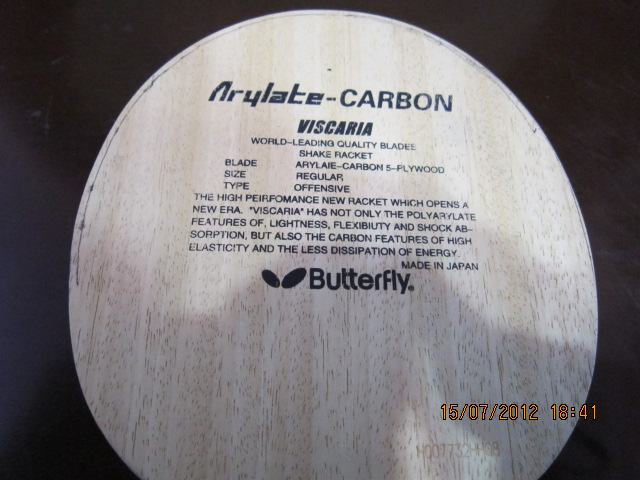 Arylate-CARBON
VISCARIA
WORLD-LEADING QUALITY BLADES
SHAKE RACKET
BLADE ARYLAIE-CARBON 5-PLYWOOD
SIZE REGULAR
TYPE OFFENSIVE
THE HIGH PEIRFOMANCE NEW RACKET WHICH OPENS A
NEW ERA. "VISCARIA" HAS NOT ONLY THE POLYARYLATE
FEATURES OF, LIGHTNESS, FLEXIBIUTY AND SHOCK AB-
SORPTION, BUT ALSO THE CARBON FEATURES OF HIGH
ELASTICITY AND THE LESS DISSIPATION OF ENERGY.
MADE IN JAPAN
Butterfly.
15/07/2012 18:41